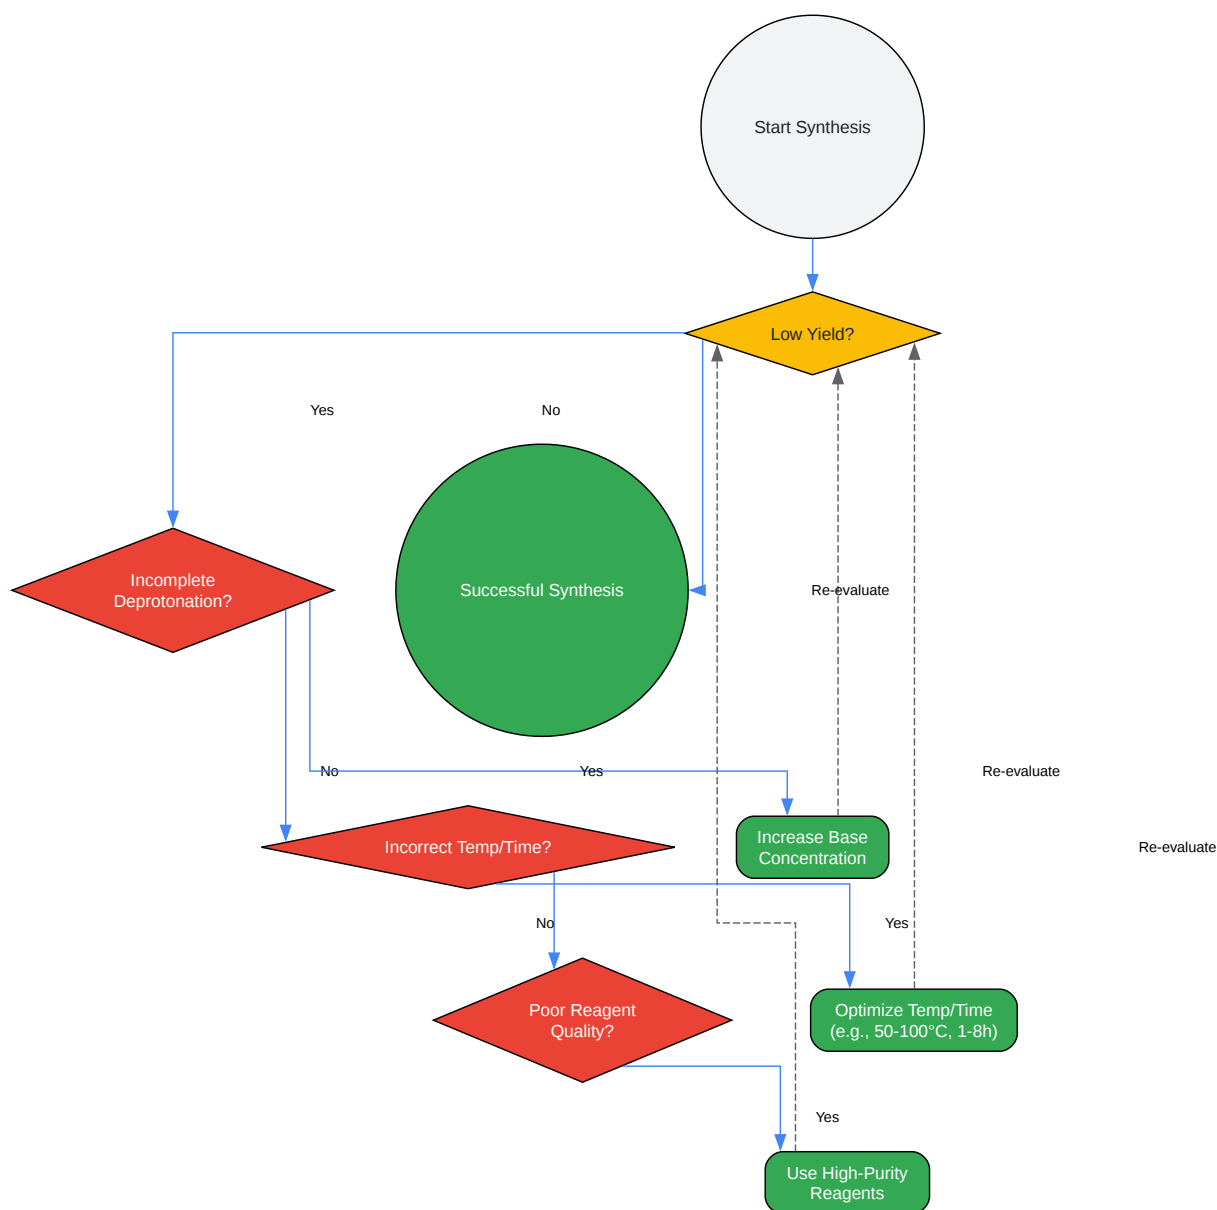 Start Synthesis
Low Yield?
Yes
No
Incomplete
Deprotonation?
Successful Synthesis
Re-evaluate
No
Yes
Re-evaluate
Incorrect Temp/Time?
Increase Base
Concentration
Re-evaluate
No
Yes
Poor Reagent
Quality?
Optimize Temp/Time
(e.g., 50-100°C, 1-8h)
Yes
Use High-Purity
Reagents